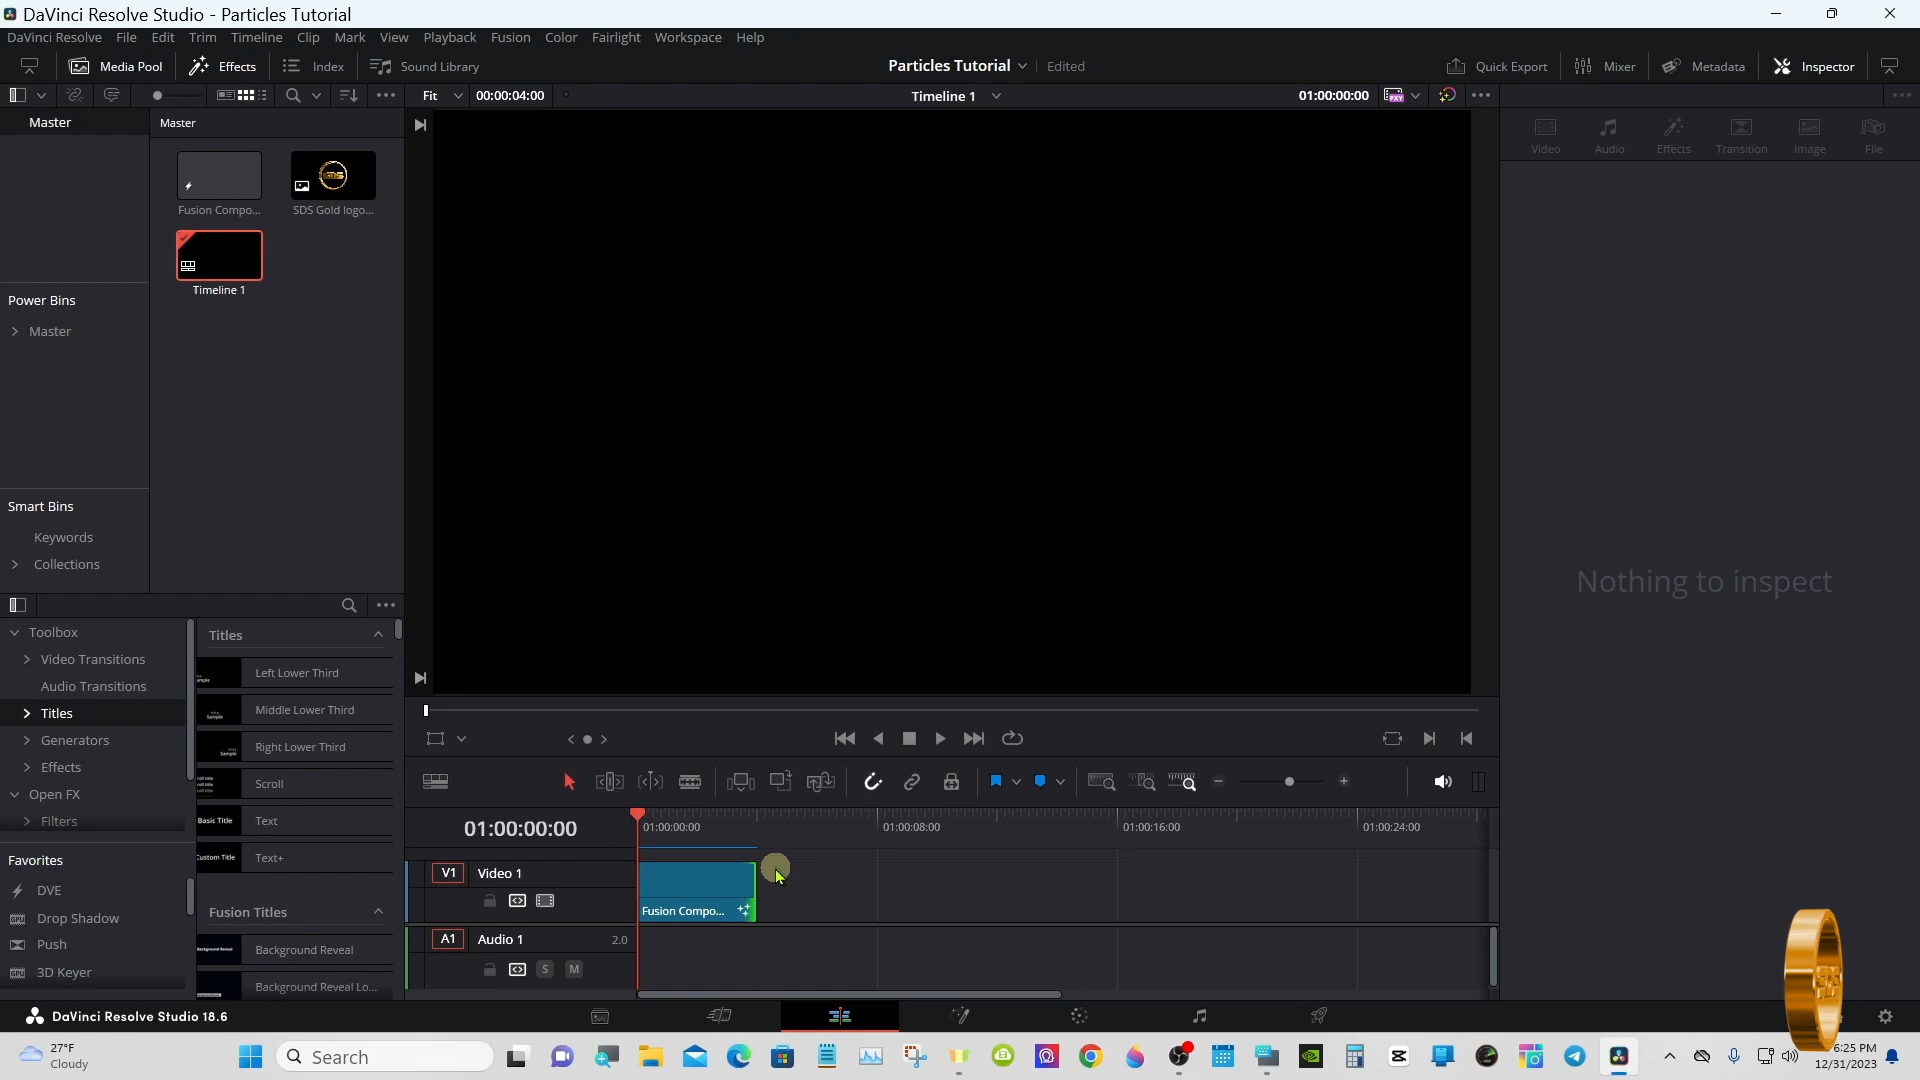 DaVinci Resolve Studio - Particles Tutorial
DaVinci Resolve File Edit Trim Timeline Clip Mark View Playback Fusion Color Fairlight Workspace Help
Media Pool Effects Index Sound Library Particles Tutorial Edited Quick Export Mixer Metadata Inspector
Fit 00:00:04:00 Timeline 1 01:00:00:00
Master Master
Video Audio Effects Transition Image File
Fusion Compo... SDS Gold logo...
Timeline 1
Power Bins
Master
Nothing to inspect
Smart Bins
Keywords
Collections
Toolbox
Video Transitions
Audio Transitions
Titles
Generators
Effects
Open FX
Filters
Titles
Left Lower Third
Middle Lower Third
Right Lower Third
Scroll
Basic Title Text
Custom Title Text+
Fusion Titles
Background Reveal
Background Reveal Lo...
Favorites
DVE
Drop Shadow
Push
3D Keyer
01:00:00:00 01:00:00:00 01:00:08:00 01:00:16:00 01:00:24:00
V1 Video 1
Fusion Compo...
A1 Audio 1 2.0
S M
DaVinci Resolve Studio 18.6
27°F
Cloudy
Search
6:25 PM
12/31/2023